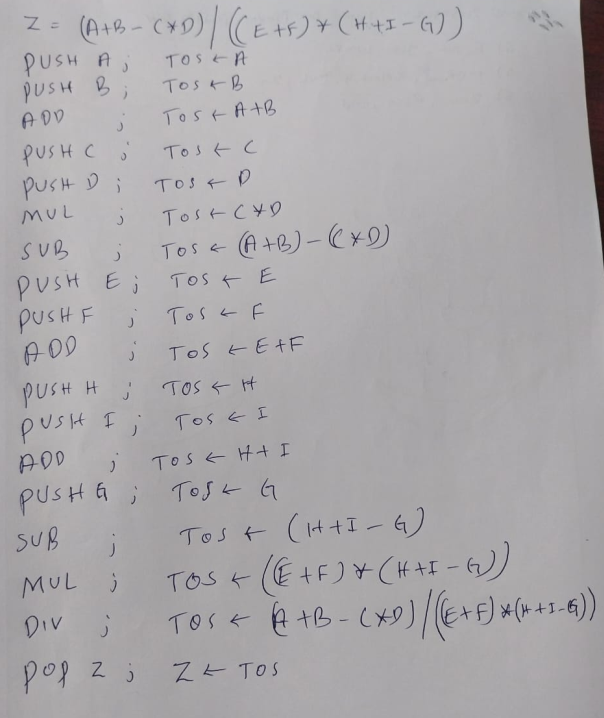 Z = (A+B - C*D) / ((E+F) * (H+I-G))
PUSH A ; TOS ← A
PUSH B ; TOS ← B
ADD ; TOS ← A+B
PUSH C ; TOS ← C
PUSH D ; TOS ← D
MUL ; TOS ← C*D
SUB ; TOS ← (A+B) - (C*D)
PUSH E ; TOS ← E
PUSH F ; TOS ← F
ADD ; TOS ← E+F
PUSH H ; TOS ← H
PUSH I ; TOS ← I
ADD ; TOS ← H+I
PUSH G ; TOS ← G
SUB ; TOS ← (H+I-G)
MUL ; TOS ← ((E+F) * (H+I-G))
DIV ; TOS ← (A+B - C*D) / ((E+F) * (H+I-G))
POP Z ; Z ← TOS